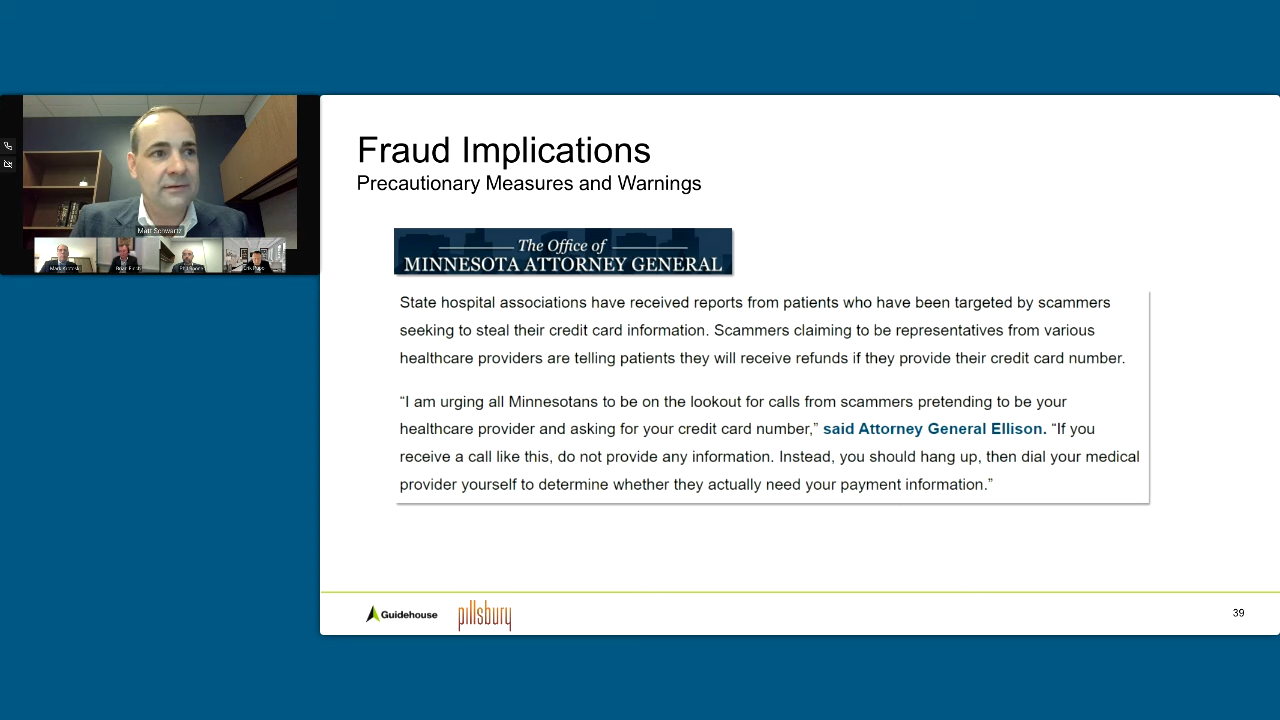 Fraud Implications
Precautionary Measures and Warnings
Matt Schwartz
The Office of
MINNESOTA ATTORNEY GENERAL
State hospital associations have received reports from patients who have been targeted by scammers
seeking to steal their credit card information. Scammers claiming to be representatives from various
healthcare providers are telling patients they will receive refunds if they provide their credit card number.
“I am urging all Minnesotans to be on the lookout for calls from scammers pretending to be your
healthcare provider and asking for your credit card number,” said Attorney General Ellison. “If you
receive a call like this, do not provide any information. Instead, you should hang up, then dial your medical
provider yourself to determine whether they actually need your payment information.”
Guidehouse
pillsbury
39